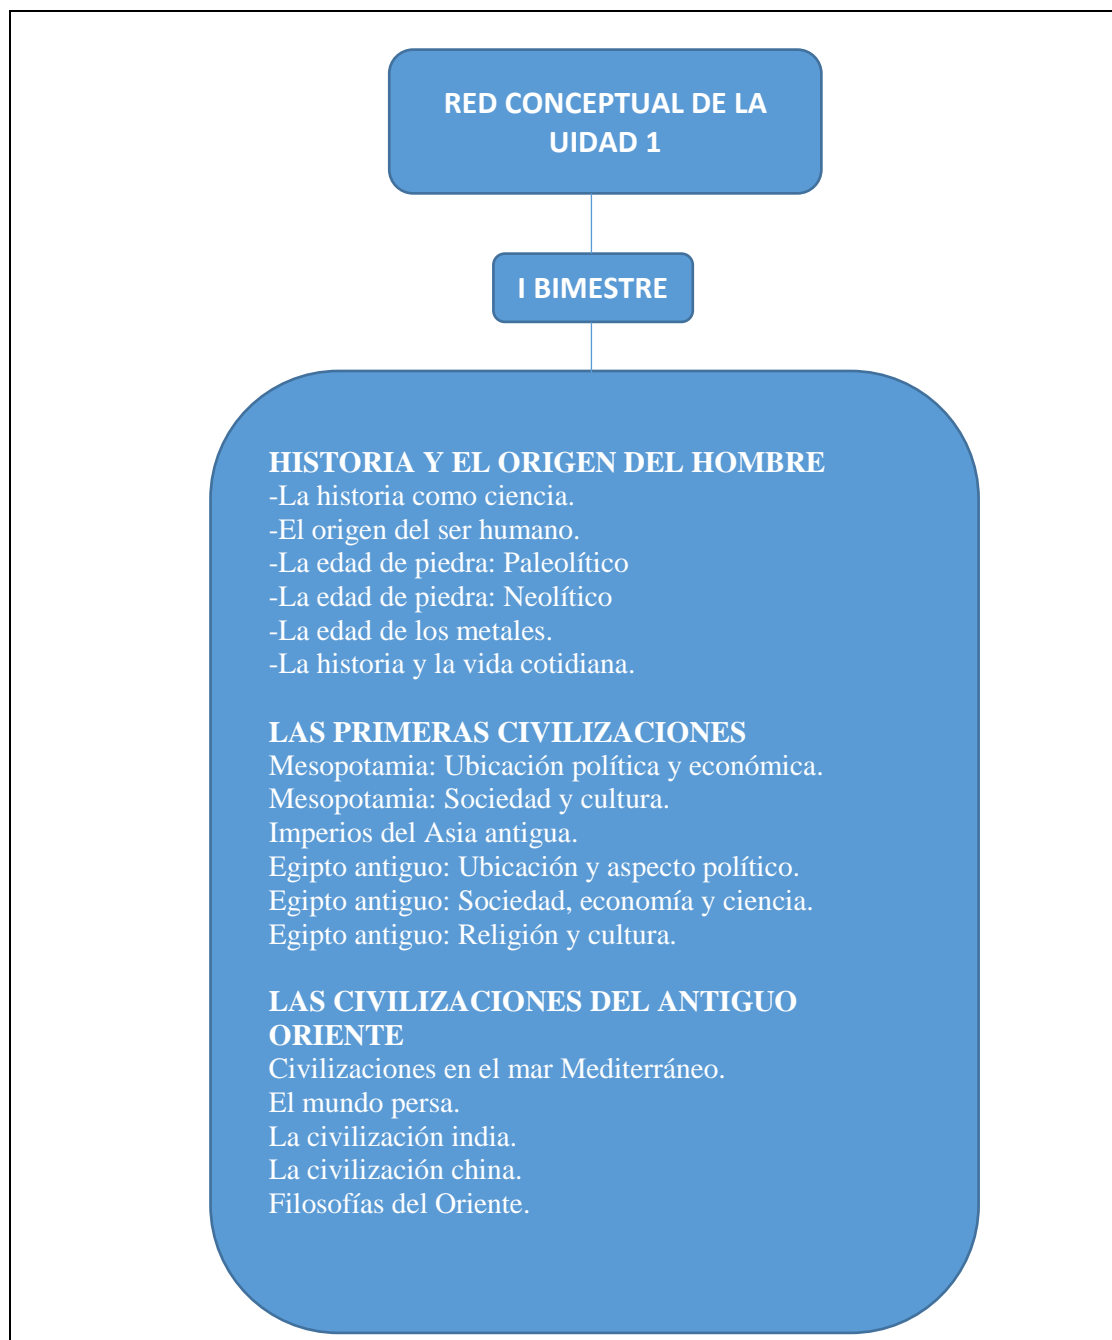 RED CONCEPTUAL DE LA
UIDAD 1
I BIMESTRE
HISTORIA Y EL ORIGEN DEL HOMBRE
-La historia como ciencia.
-El origen del ser humano.
-La edad de piedra: Paleolítico
-La edad de piedra: Neolítico
-La edad de los metales.
-La historia y la vida cotidiana.
LAS PRIMERAS CIVILIZACIONES
Mesopotamia: Ubicación política y económica.
Mesopotamia: Sociedad y cultura.
Imperios del Asia antigua.
Egipto antiguo: Ubicación y aspecto político.
Egipto antiguo: Sociedad, economía y ciencia.
Egipto antiguo: Religión y cultura.
LAS CIVILIZACIONES DEL ANTIGUO
ORIENTE
Civilizaciones en el mar Mediterráneo.
El mundo persa.
La civilización india.
La civilización china.
Filosofías del Oriente.